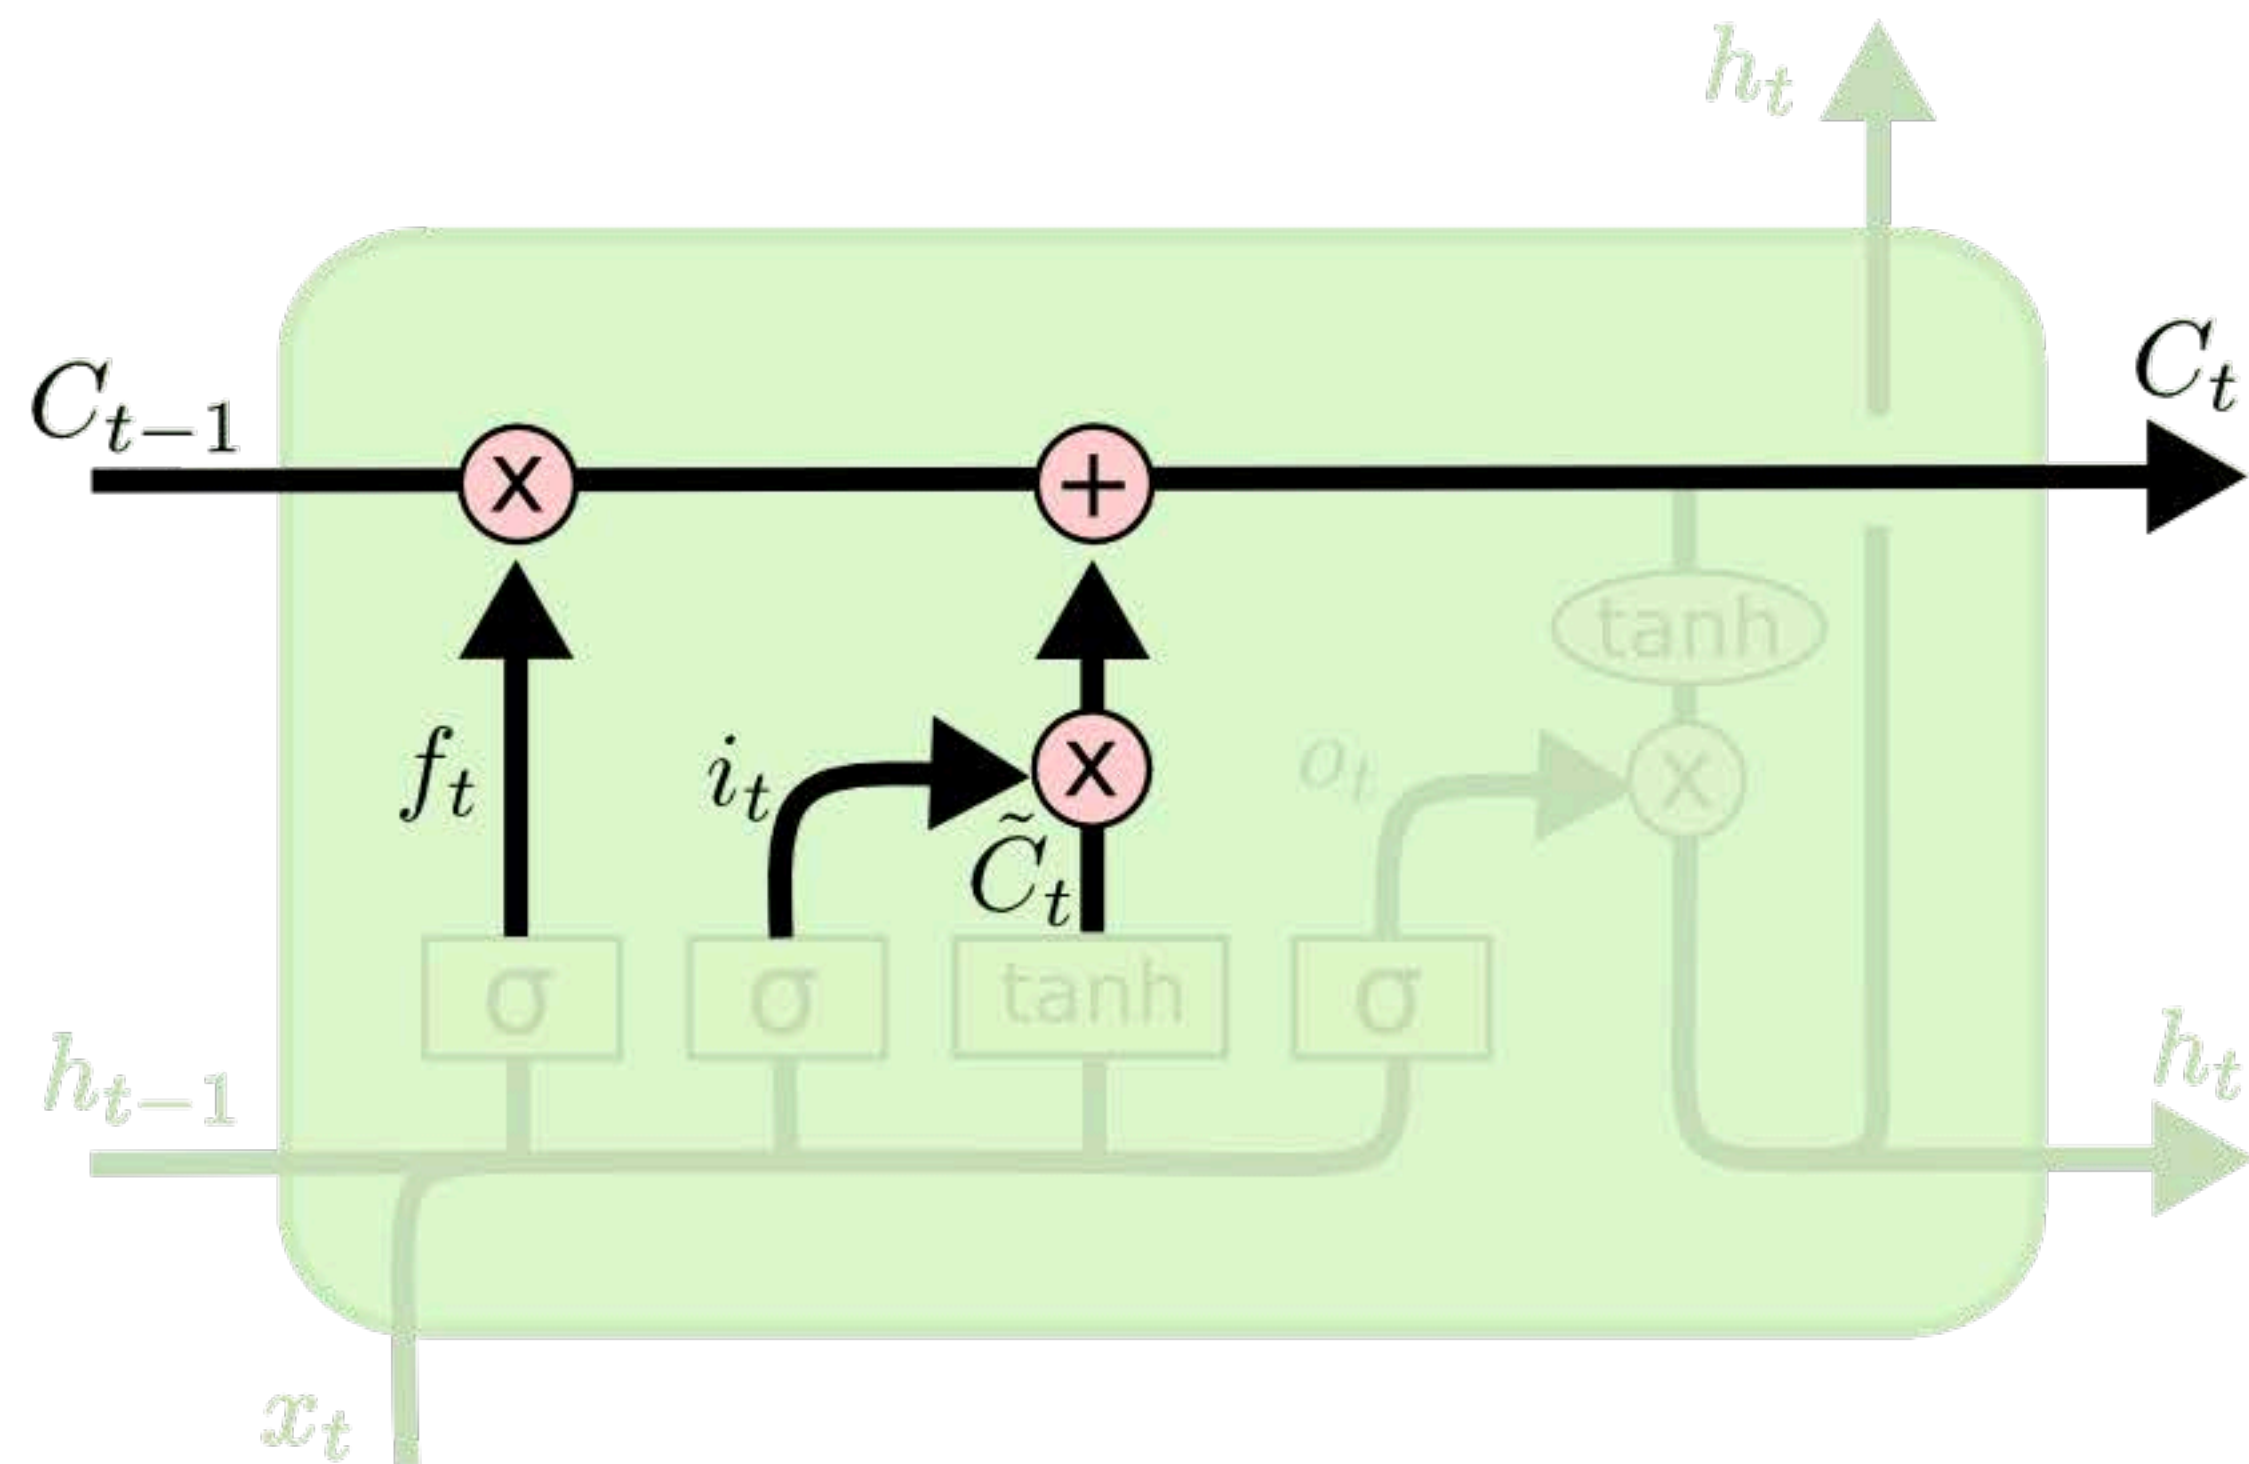 h_t
C_{t-1}
C_t
x
+
tanh
f_t
i_t
x
o_t
x
C̃_t
σ
σ
tanh
σ
h_{t-1}
h_t
x_t